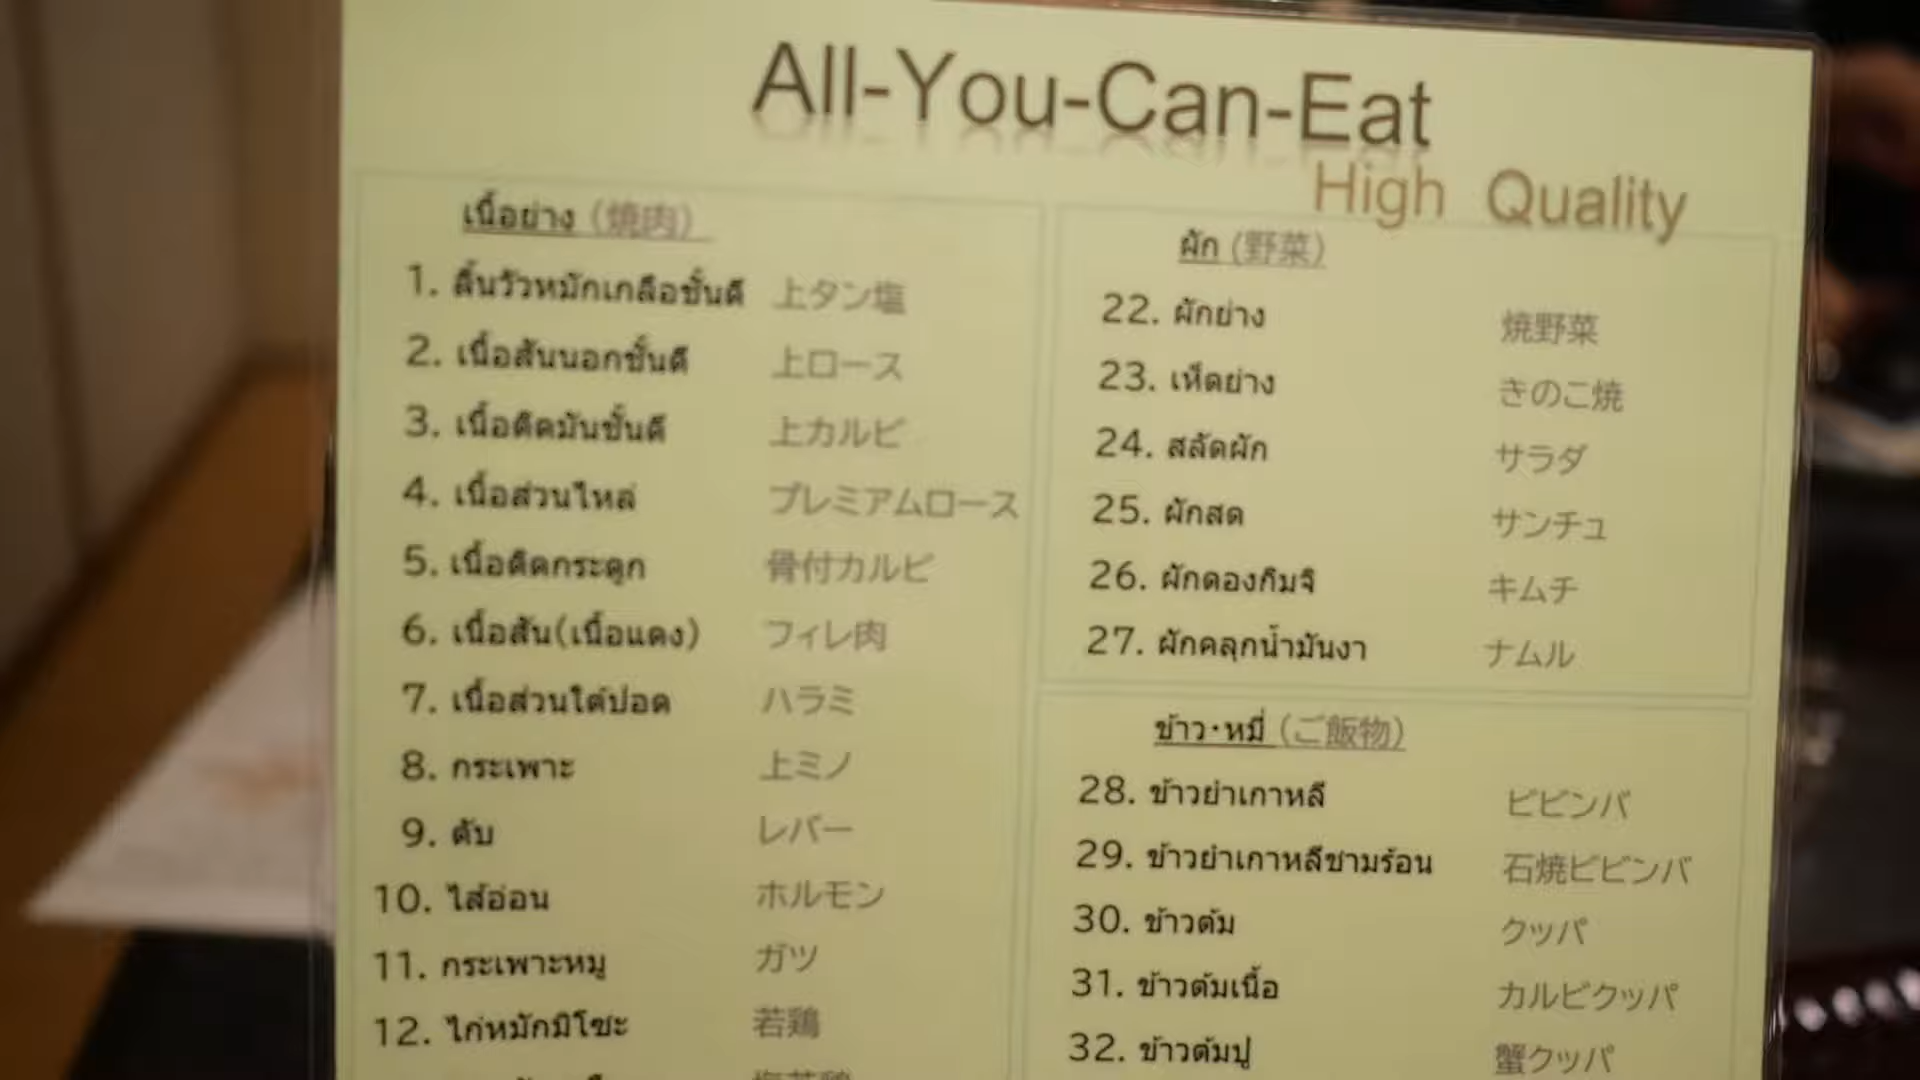 All-You-Can-Eat
High Quality
เนื้อย่าง (焼肉)
1. ลิ้นวัวหมักเกลือชั้นดี 上タン塩
2. เนื้อสันนอกชั้นดี 上ロース
3. เนื้อติดมันชั้นดี 上カルビ
4. เนื้อส่วนไหล่ プレミアムロース
5. เนื้อติดกระดูก 骨付カルビ
6. เนื้อสัน(เนื้อแดง) フィレ肉
7. เนื้อส่วนใต้ปอด ハラミ
8. กระเพาะ 上ミノ
9. ตับ レバー
10. ไส้อ่อน ホルモン
11. กระเพาะหมู ガツ
12. ไก่หมักมิโซะ 若鶏
ผัก (野菜)
22. ผักย่าง 焼野菜
23. เห็ดย่าง きのこ焼
24. สลัดผัก サラダ
25. ผักสด サンチュ
26. ผักดองกิมจิ キムチ
27. ผักคลุกน้ำมันงา ナムル
ข้าว・หมี่ (ご飯物)
28. ข้าวยำเกาหลี ビビンバ
29. ข้าวยำเกาหลีชามร้อน 石焼ビビンバ
30. ข้าวต้ม クッパ
31. ข้าวต้มเนื้อ カルビクッパ
32. ข้าวต้มปู 蟹クッパ